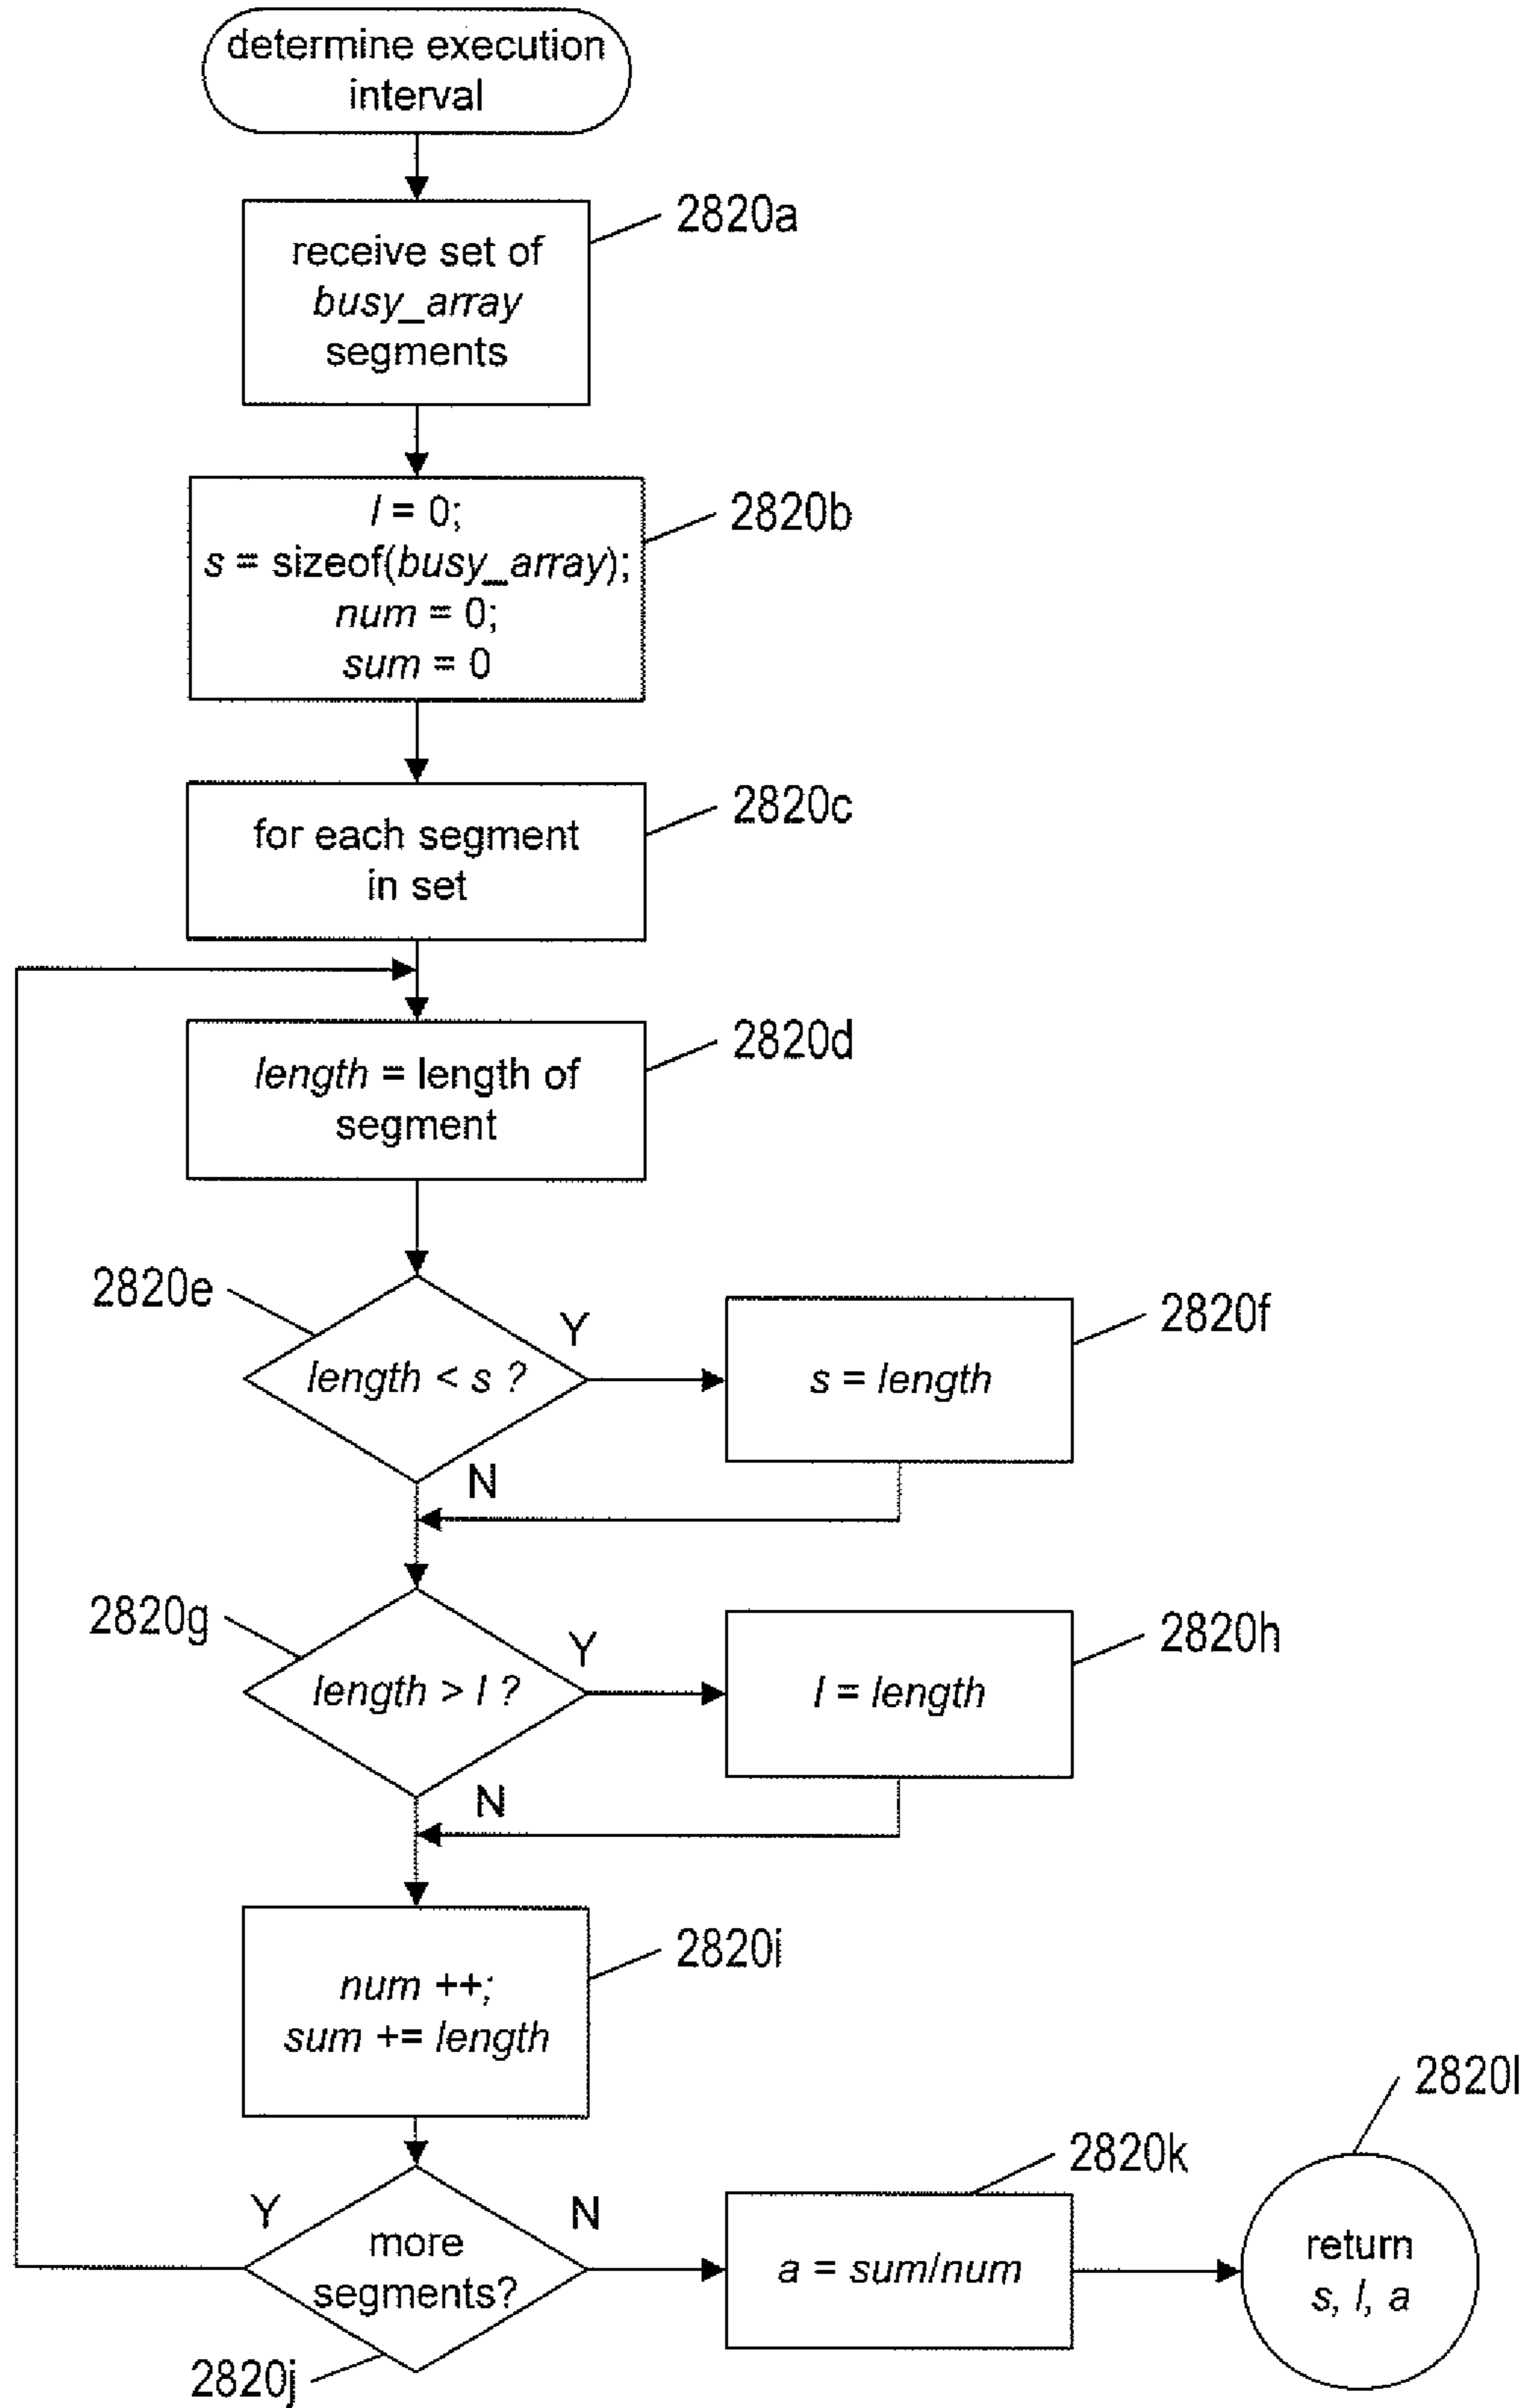 determine execution
interval
2820a
receive set of
busy_array
segments
2820b
l = 0;
s = sizeof(busy_array);
num = 0;
sum = 0
2820c
for each segment
in set
2820d
length = length of
segment
2820e
length < s ?
Y
N
2820f
s = length
2820g
length > l ?
Y
N
2820h
l = length
2820i
num ++;
sum += length
2820j
more
segments?
Y
N
2820k
a = sum/num
2820l
return
s, l, a